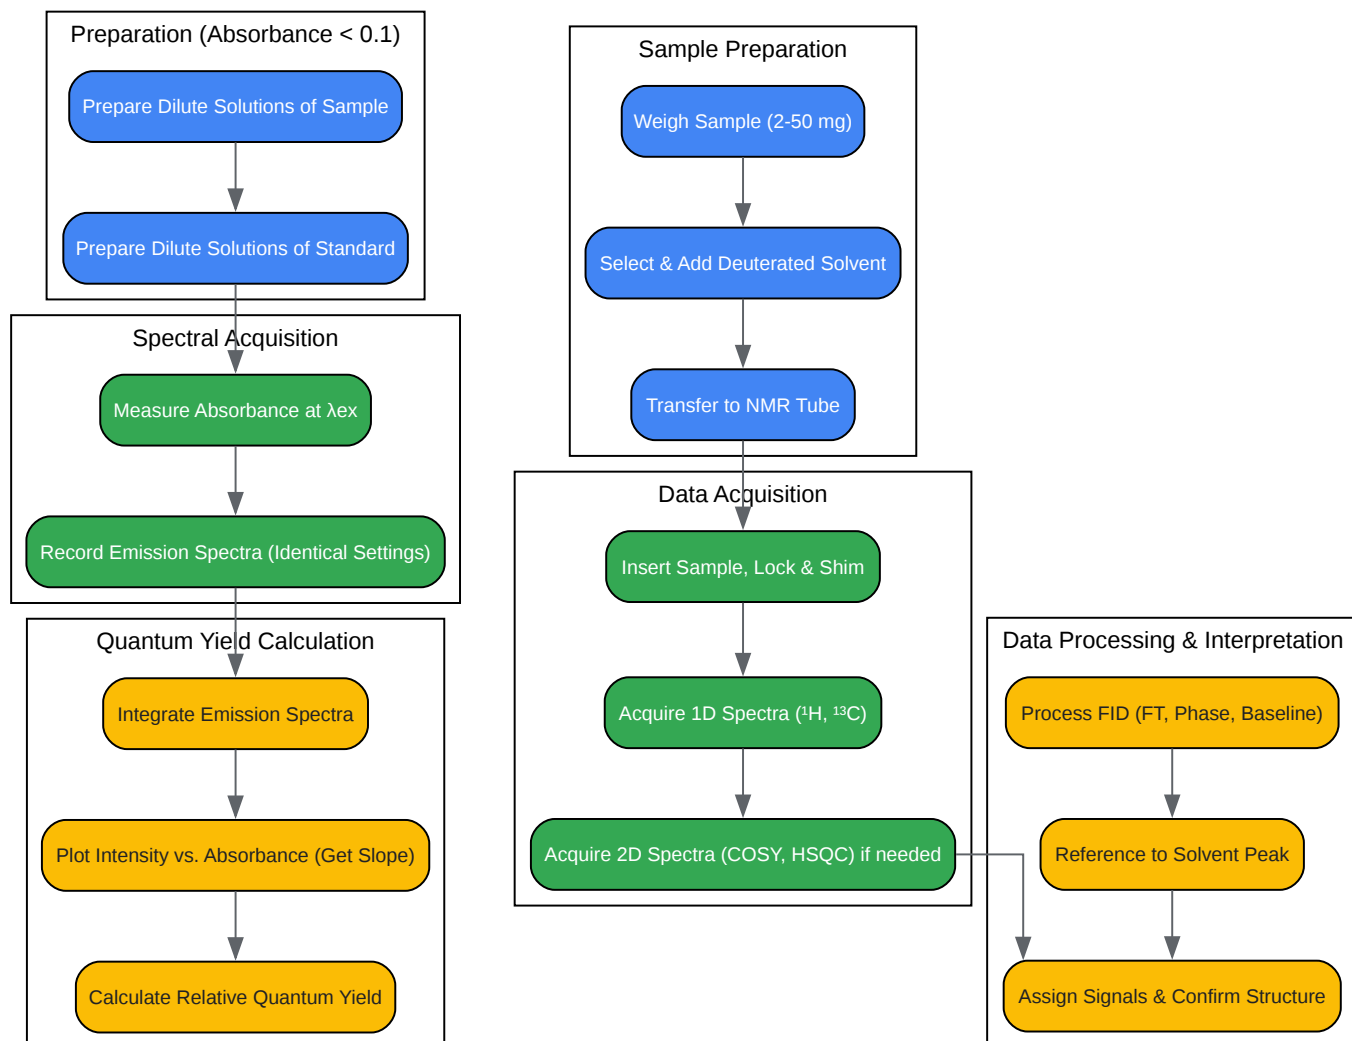 Preparation (Absorbance < 0.1)
Prepare Dilute Solutions of Sample
Prepare Dilute Solutions of Standard
Spectral Acquisition
Measure Absorbance at λex
Record Emission Spectra (Identical Settings)
Quantum Yield Calculation
Integrate Emission Spectra
Plot Intensity vs. Absorbance (Get Slope)
Calculate Relative Quantum Yield
Sample Preparation
Weigh Sample (2-50 mg)
Select & Add Deuterated Solvent
Transfer to NMR Tube
Data Acquisition
Insert Sample, Lock & Shim
Acquire 1D Spectra (¹H, ¹³C)
Acquire 2D Spectra (COSY, HSQC) if needed
Data Processing & Interpretation
Process FID (FT, Phase, Baseline)
Reference to Solvent Peak
Assign Signals & Confirm Structure